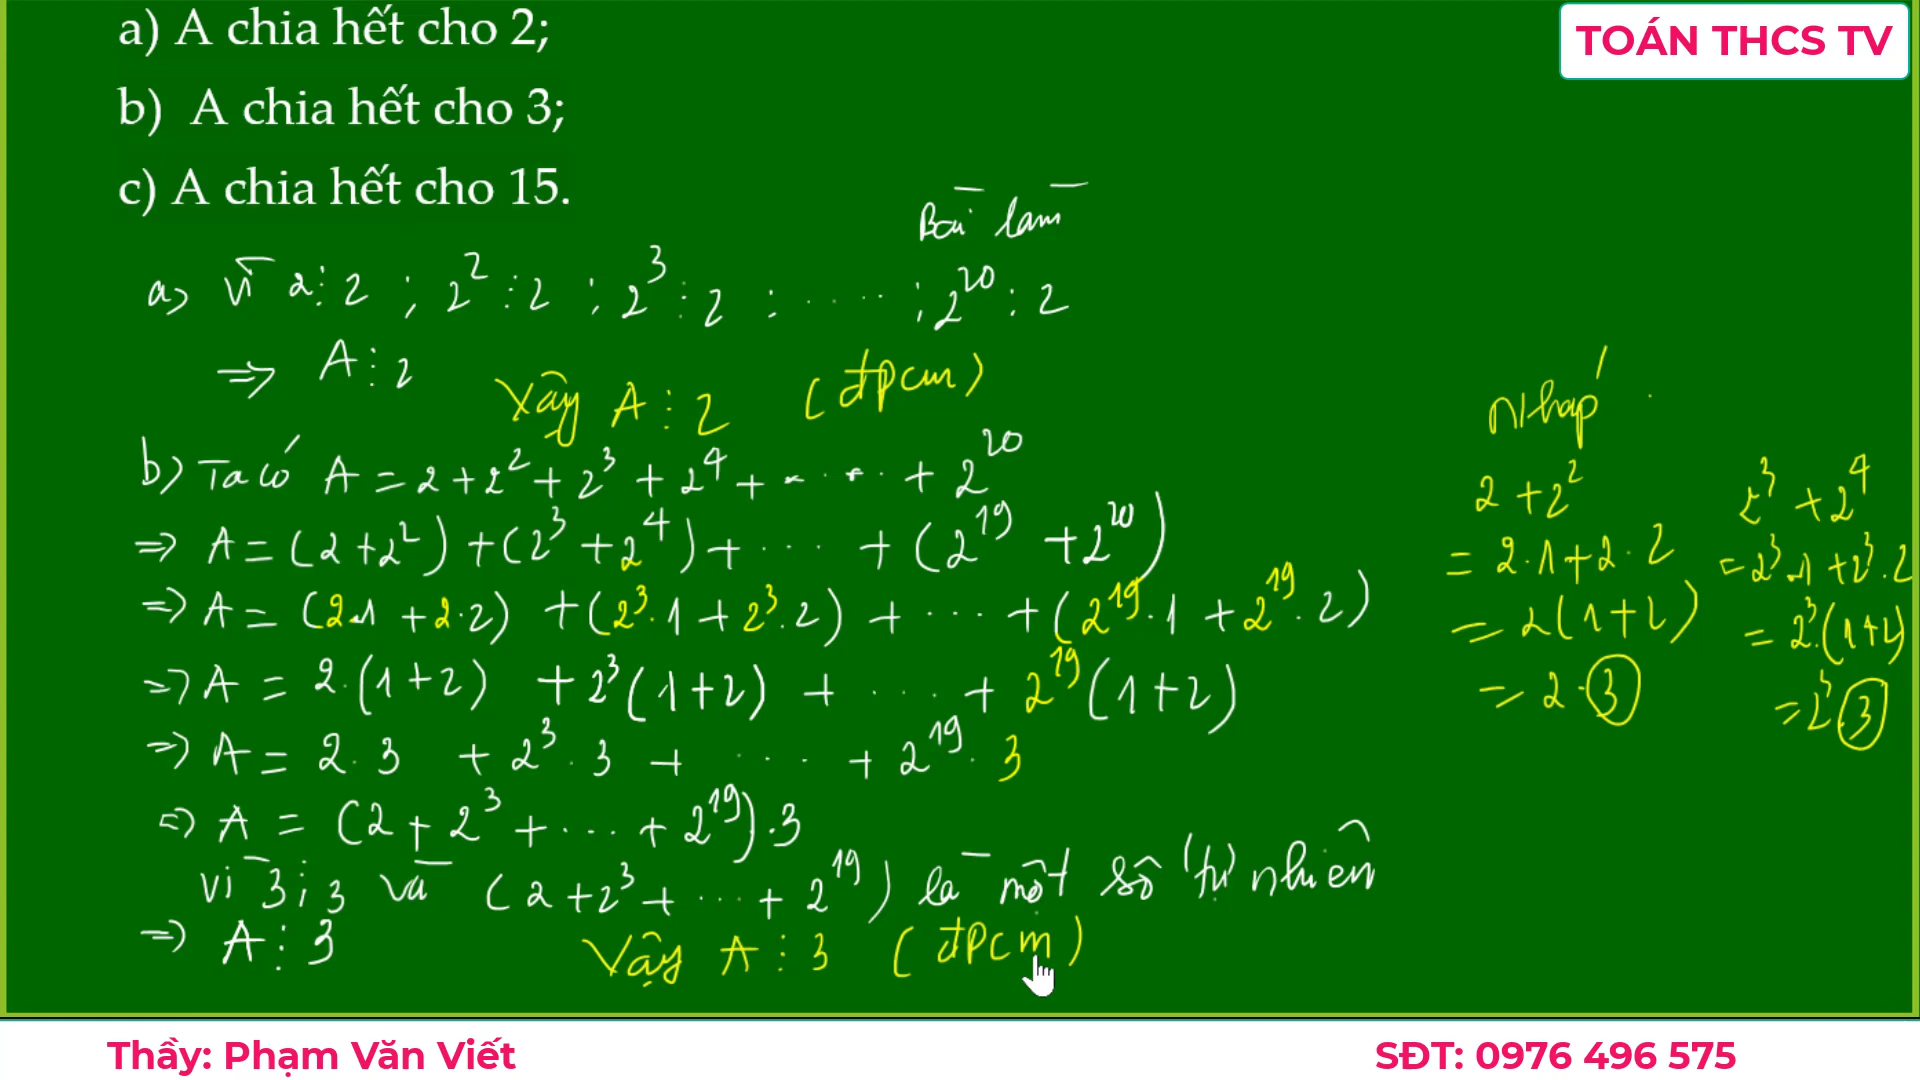 TOÁN THCS TV
a) A chia hết cho 2;
b) A chia hết cho 3;
c) A chia hết cho 15.
Bài làm
a) Vì 2 ⋮ 2 ; 2² ⋮ 2 ; 2³ ⋮ 2 ; ..... ; 2²⁰ ⋮ 2
=> A ⋮ 2 Vậy A ⋮ 2 (đpcm)
b) Ta có A = 2 + 2² + 2³ + 2⁴ + .... + 2²⁰
=> A = (2 + 2²) + (2³ + 2⁴) + ... + (2¹⁹ + 2²⁰)
=> A = (2.1 + 2.2) + (2³.1 + 2³.2) + ... + (2¹⁹.1 + 2¹⁹.2)
=> A = 2.(1+2) + 2³(1+2) + ... + 2¹⁹(1+2)
=> A = 2.3 + 2³.3 + ... + 2¹⁹.3
=> A = (2 + 2³ + ... + 2¹⁹).3
Vì 3 ⋮ 3 và (2 + 2³ + ... + 2¹⁹) là một số tự nhiên
=> A ⋮ 3 Vậy A ⋮ 3 (đpcm)
Nháp
2 + 2²
= 2.1 + 2.2
= 2(1+2)
= 2.3
2³ + 2⁴
= 2³.1 + 2³.2
= 2³.(1+2)
= 2³.3
Thầy: Phạm Văn Viết
SĐT: 0976 496 575